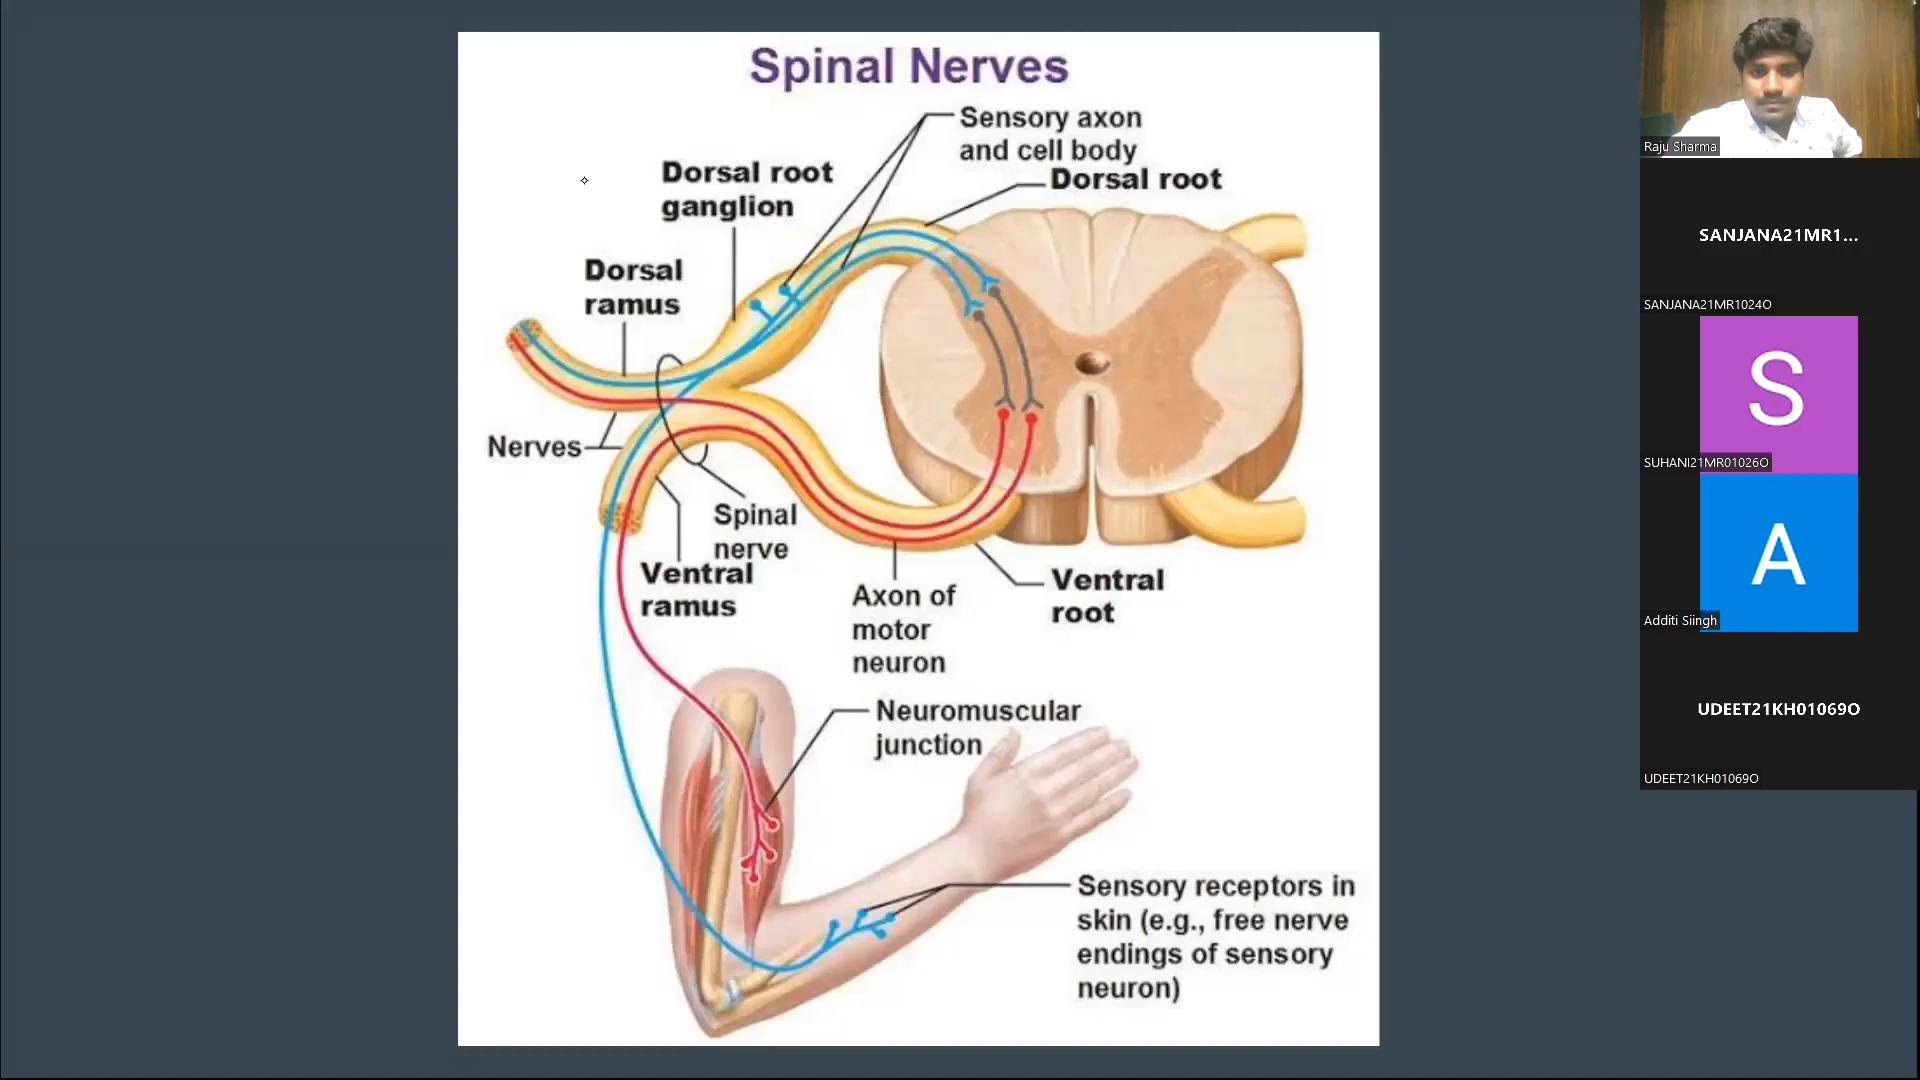 Spinal Nerves
Sensory axon
and cell body
Dorsal root
ganglion
Dorsal root
Dorsal
ramus
Nerves
Spinal
nerve
Ventral
ramus
Axon of
motor
neuron
Ventral
root
Neuromuscular
junction
Sensory receptors in
skin (e.g., free nerve
endings of sensory
neuron)
Raju Sharma
SANJANA21MR1...
SANJANA21MR1024O
S
SUHANI21MR01026O
A
Additi Siingh
UDEET21KH01069O
UDEET21KH01069O